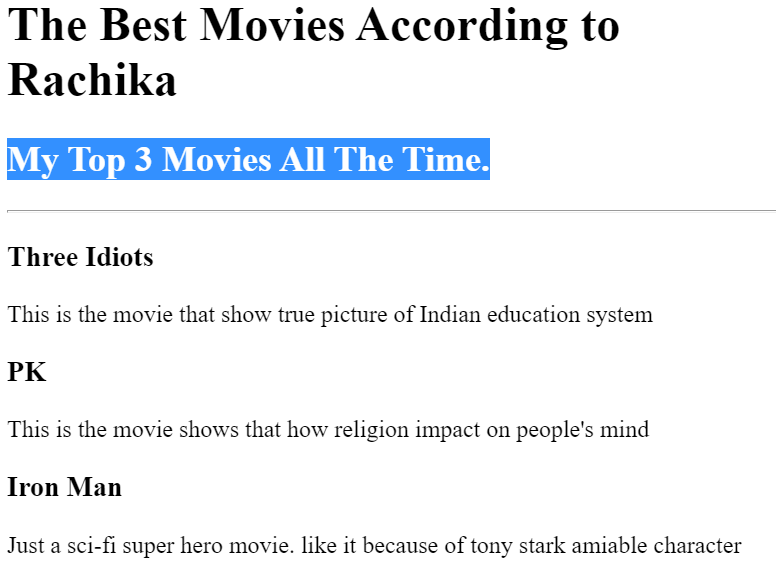 The Best Movies According to
Rachika
My Top 3 Movies All The Time.
Three Idiots
This is the movie that show true picture of Indian education system
PK
This is the movie shows that how religion impact on people's mind
Iron Man
Just a sci-fi super hero movie. like it because of tony stark amiable character